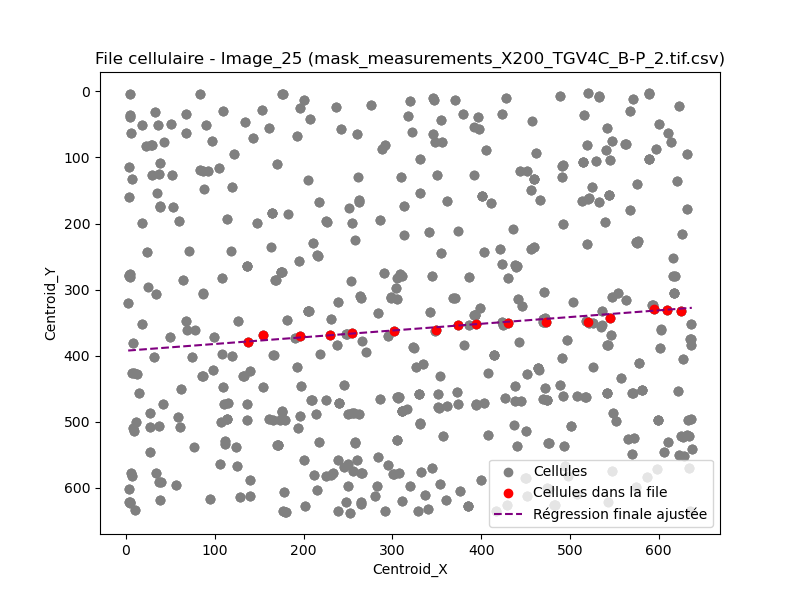 File cellulaire - Image_25 (mask_measurements_X200_TGV4C_B-P_2.tif.csv)
0
100
200
300
400
500
600
Centroid_Y
Cellules
Cellules dans la file
Régression finale ajustée
0 100 200 300 400 500 600
Centroid_X